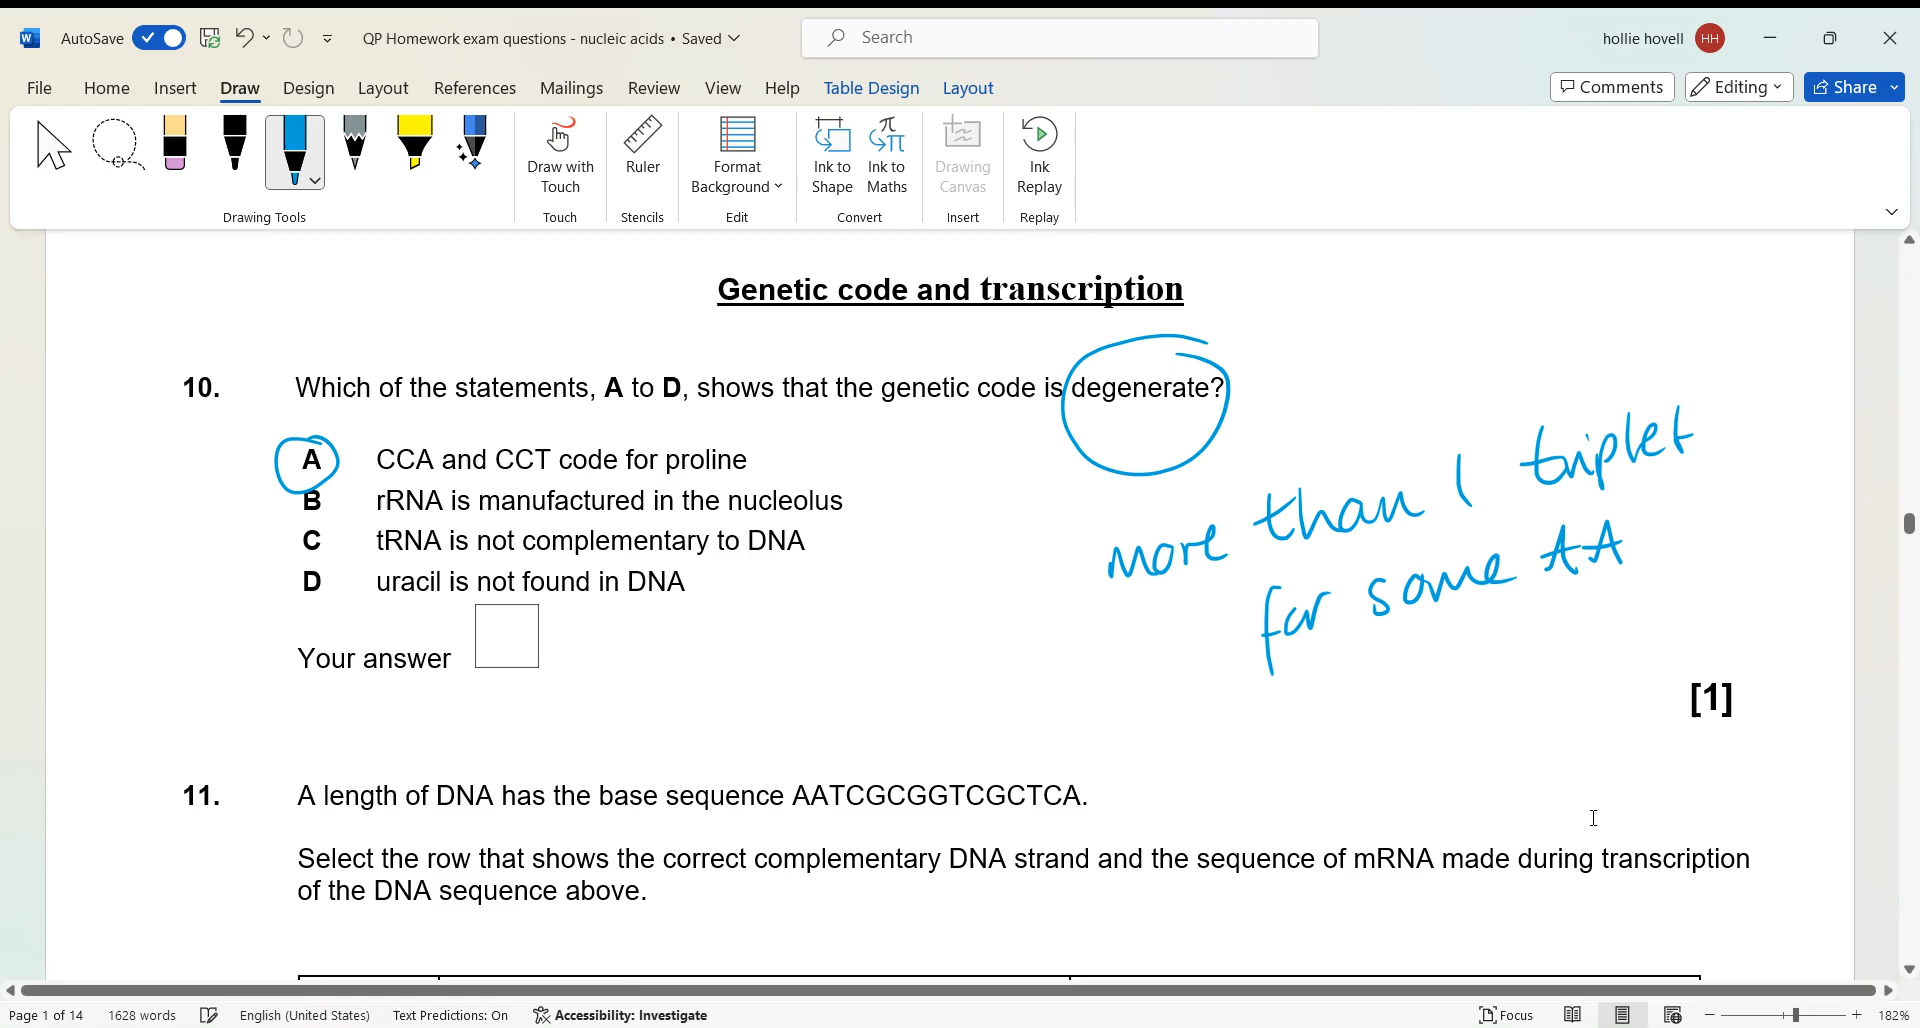 AutoSave
QP Homework exam questions - nucleic acids • Saved
Search
hollie hovell
HH
File Home Insert Draw Design Layout References Mailings Review View Help Table Design Layout
Comments Editing Share
Draw with Touch
Ruler
Format Background
Ink to Shape
Ink to Maths
Drawing Canvas
Ink Replay
Drawing Tools Touch Stencils Edit Convert Insert Replay
Genetic code and transcription
10. Which of the statements, A to D, shows that the genetic code is degenerate?
A CCA and CCT code for proline
B rRNA is manufactured in the nucleolus
C tRNA is not complementary to DNA
D uracil is not found in DNA
more than 1 triplet
for some AA
Your answer
[1]
11. A length of DNA has the base sequence AATCGCGGTCGCTCA.
Select the row that shows the correct complementary DNA strand and the sequence of mRNA made during transcription
of the DNA sequence above.
Page 1 of 14 1628 words English (United States) Text Predictions: On Accessibility: Investigate Focus 182%